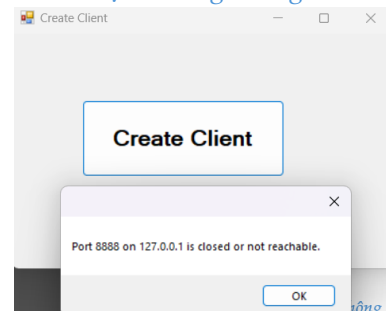 Create Client
Create Client
Port 8888 on 127.0.0.1 is closed or not reachable.
OK